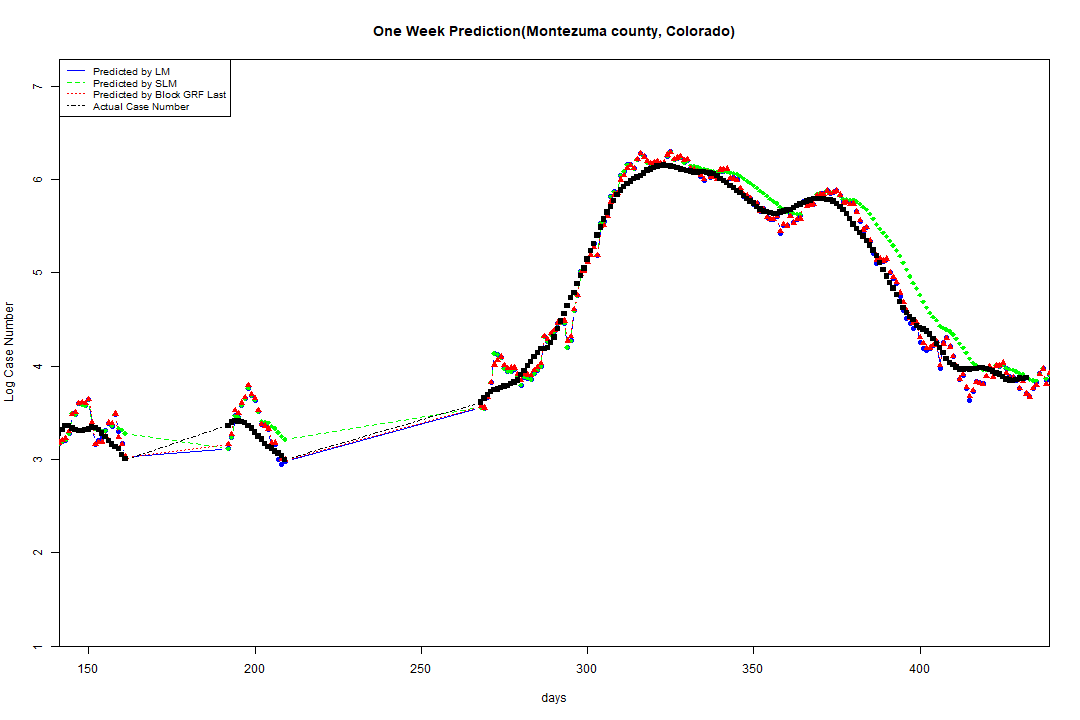 One Week Prediction(Montezuma county, Colorado)
Predicted by LM
Predicted by SLM
Predicted by Block GRF Last
Actual Case Number
7
6
5
4
3
2
1
Log Case Number
150 200 250 300 350 400
days